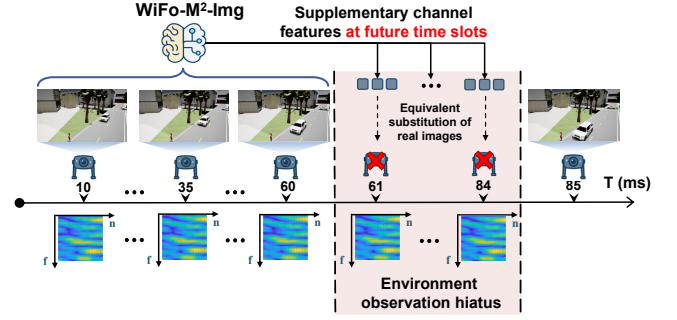 WiFo-M²-Img
Supplementary channel
features at future time slots
•••
Equivalent
substitution of
real images
10 ••• 35 ••• 60 61 84 85 T (ms)
n n n n n
f f f f f
••• ••• •••
Environment
observation hiatus